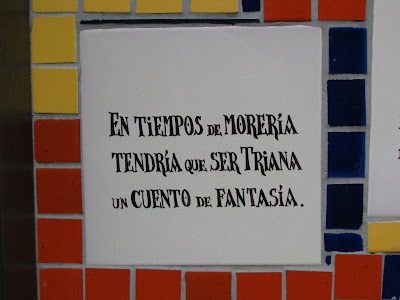 En tiempos de morería
tendría que ser Triana
un cuento de fantasía.